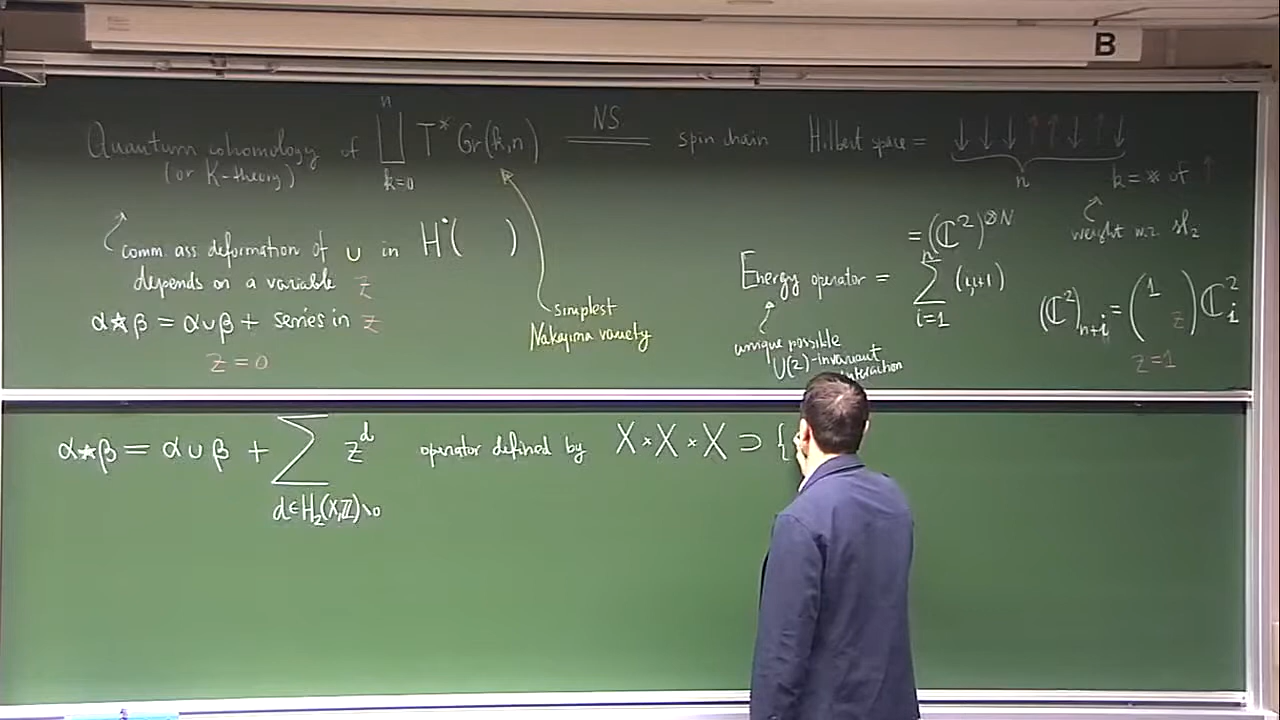 B
Quantum cohomology of ∐_{k=0}^{n} T* Gr(k,n) =NS= spin chain Hilbert space = ↓↓↓↑↑↓↑↓
(or K-theory)
n
k = # of ↑
weight w.r. sl₂
= (ℂ²)^{⊗N}
comm ass deformation of ∪ in H˙( )
depends on a variable z
α★β = α∪β + series in z
z = 0
simplest
Nakajima variety
Energy operator = ∑_{i=1}^{n} (i,i+1)
unique possible
U(2)-invariant
interaction
(ℂ²)_{n+i} = (1 z) ℂ²_i
z=1
α★β = α∪β + ∑_{d∈H₂(X,ℤ)\0} z^d operator defined by X×X×X ⊃ {